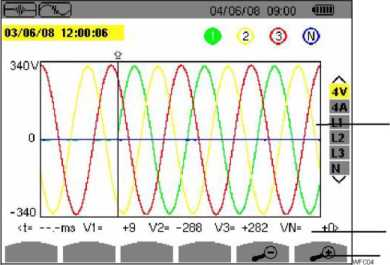 04/06/08 09:00
03/06/08 12:00:06
1 2 3 N
340V
4V
4A
L1
0
L2
L3
N
-340
<t= --.-ms V1= +9 V2= -288 V3= +282 VN= +0>
WFC04